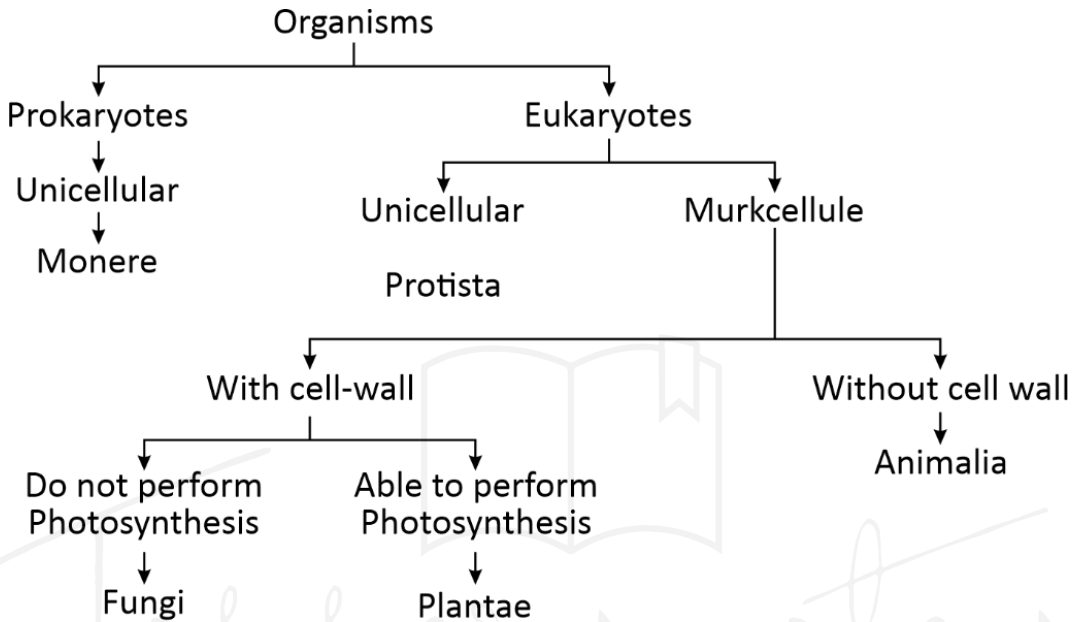 Organisms
Prokaryotes
Eukaryotes
Unicellular
Unicellular
Murkcellule
Monere
Protista
With cell-wall
Without cell wall
Do not perform
Photosynthesis
Able to perform
Photosynthesis
Animalia
Fungi
Plantae